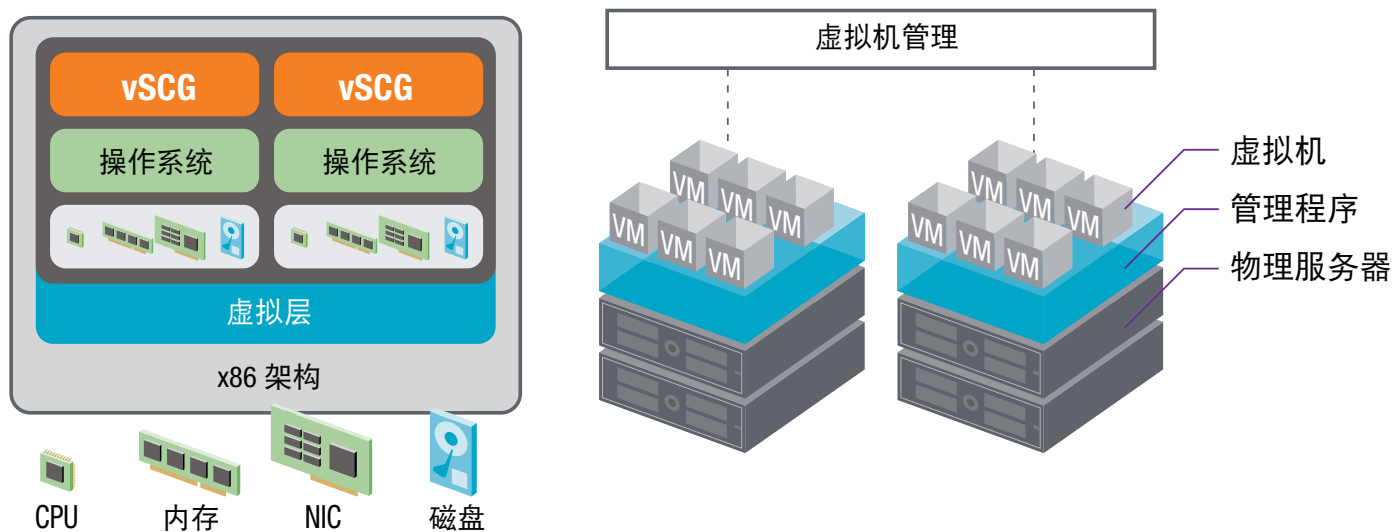 vSCG
vSCG
操作系统
操作系统
虚拟层
x86 架构
CPU
内存
NIC
磁盘
虚拟机管理
VM
VM
VM
VM
VM
VM
VM
VM
VM
VM
VM
VM
虚拟机
管理程序
物理服务器